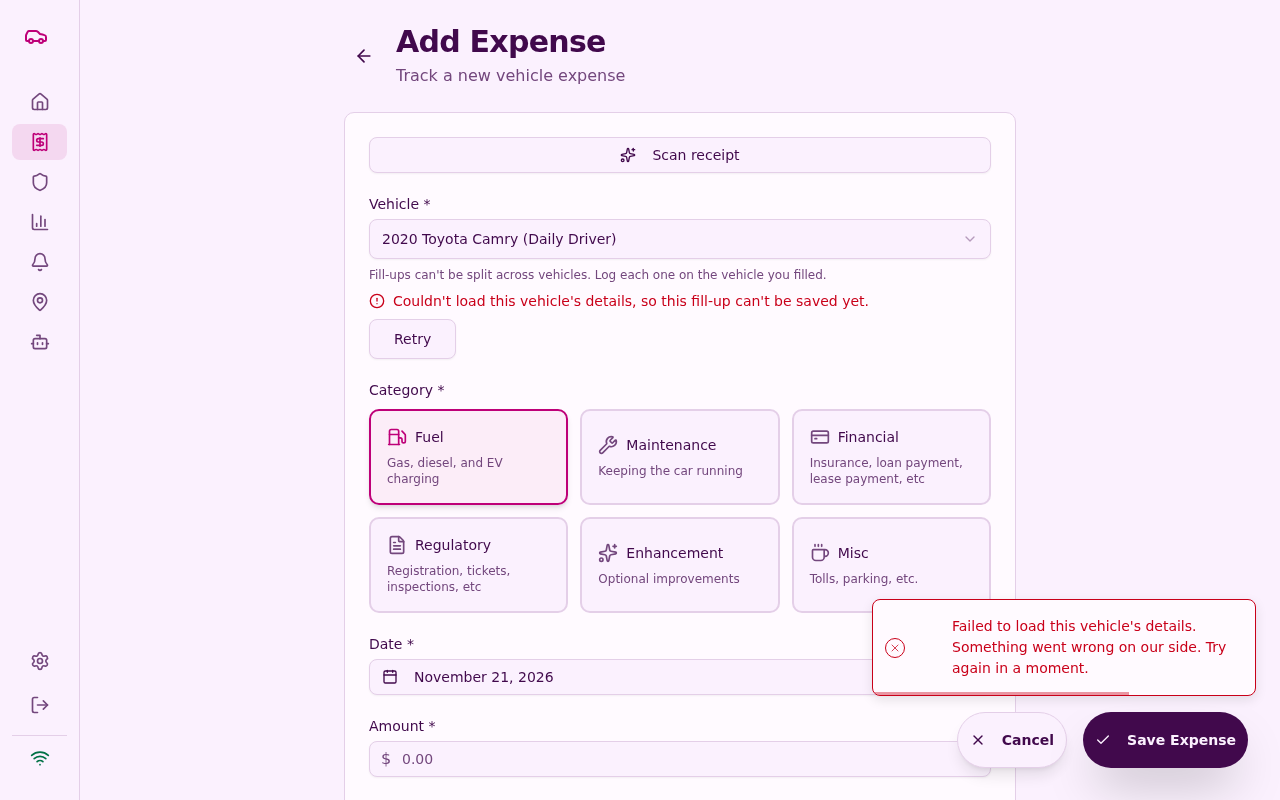 Add Expense
Track a new vehicle expense
Scan receipt
Vehicle *
2020 Toyota Camry (Daily Driver)
Fill-ups can't be split across vehicles. Log each one on the vehicle you filled.
Couldn't load this vehicle's details, so this fill-up can't be saved yet.
Retry
Category *
Fuel
Gas, diesel, and EV
charging
Maintenance
Keeping the car running
Financial
Insurance, loan payment,
lease payment, etc
Regulatory
Registration, tickets,
inspections, etc
Enhancement
Optional improvements
Misc
Tolls, parking, etc.
Failed to load this vehicle's details.
Something went wrong on our side. Try
again in a moment.
Date *
November 21, 2026
Amount *
$ 0.00
Cancel
Save Expense